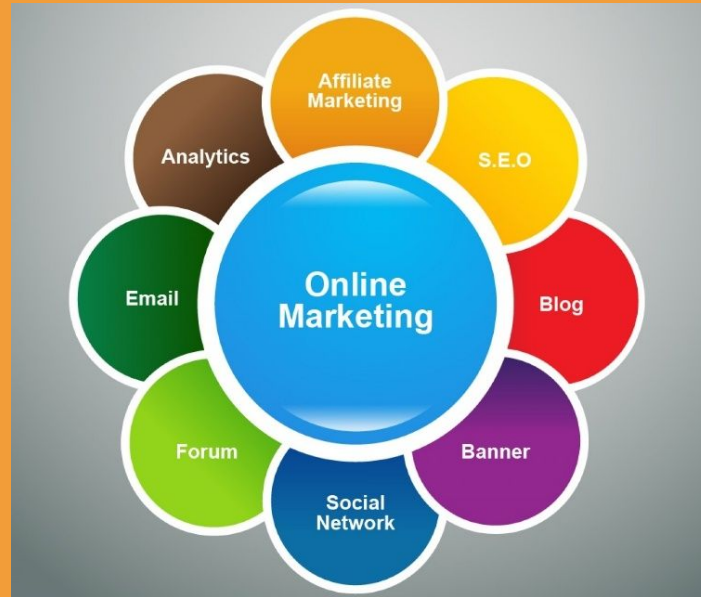 Online
Marketing
Affiliate
Marketing
S.E.O
Blog
Banner
Social
Network
Forum
Email
Analytics